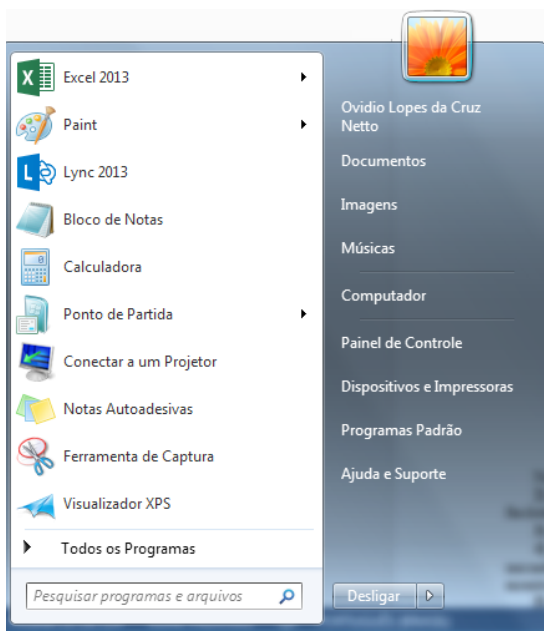 Excel 2013
Paint
Lync 2013
Bloco de Notas
Calculadora
Ponto de Partida
Conectar a um Projetor
Notas Autoadesivas
Ferramenta de Captura
Visualizador XPS
Todos os Programas
Pesquisar programas e arquivos
Ovidio Lopes da Cruz
Netto
Documentos
Imagens
Músicas
Computador
Painel de Controle
Dispositivos e Impressoras
Programas Padrão
Ajuda e Suporte
Desligar